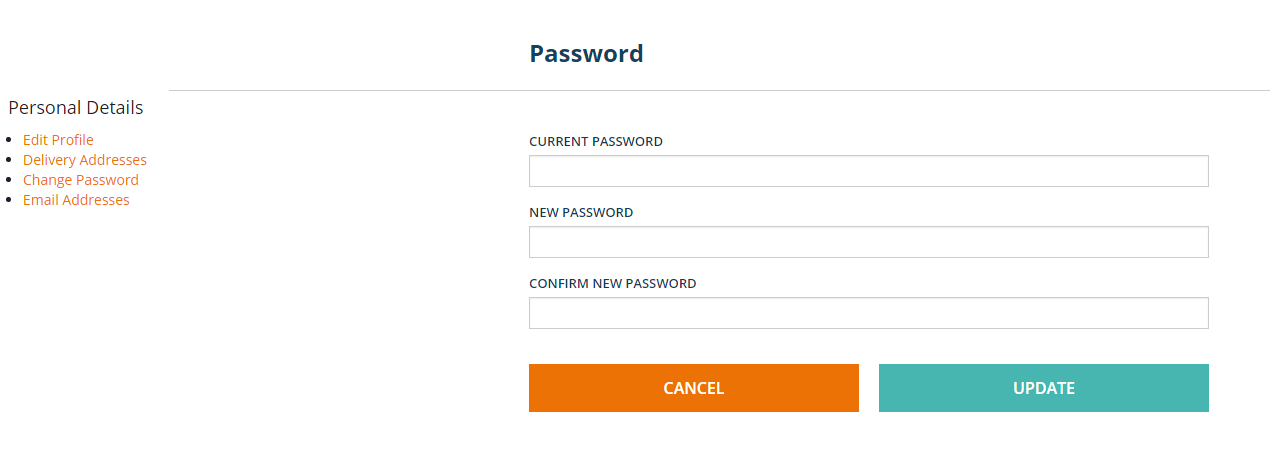 Password
Personal Details
Edit Profile
Delivery Addresses
Change Password
Email Addresses
CURRENT PASSWORD
NEW PASSWORD
CONFIRM NEW PASSWORD
CANCEL
UPDATE